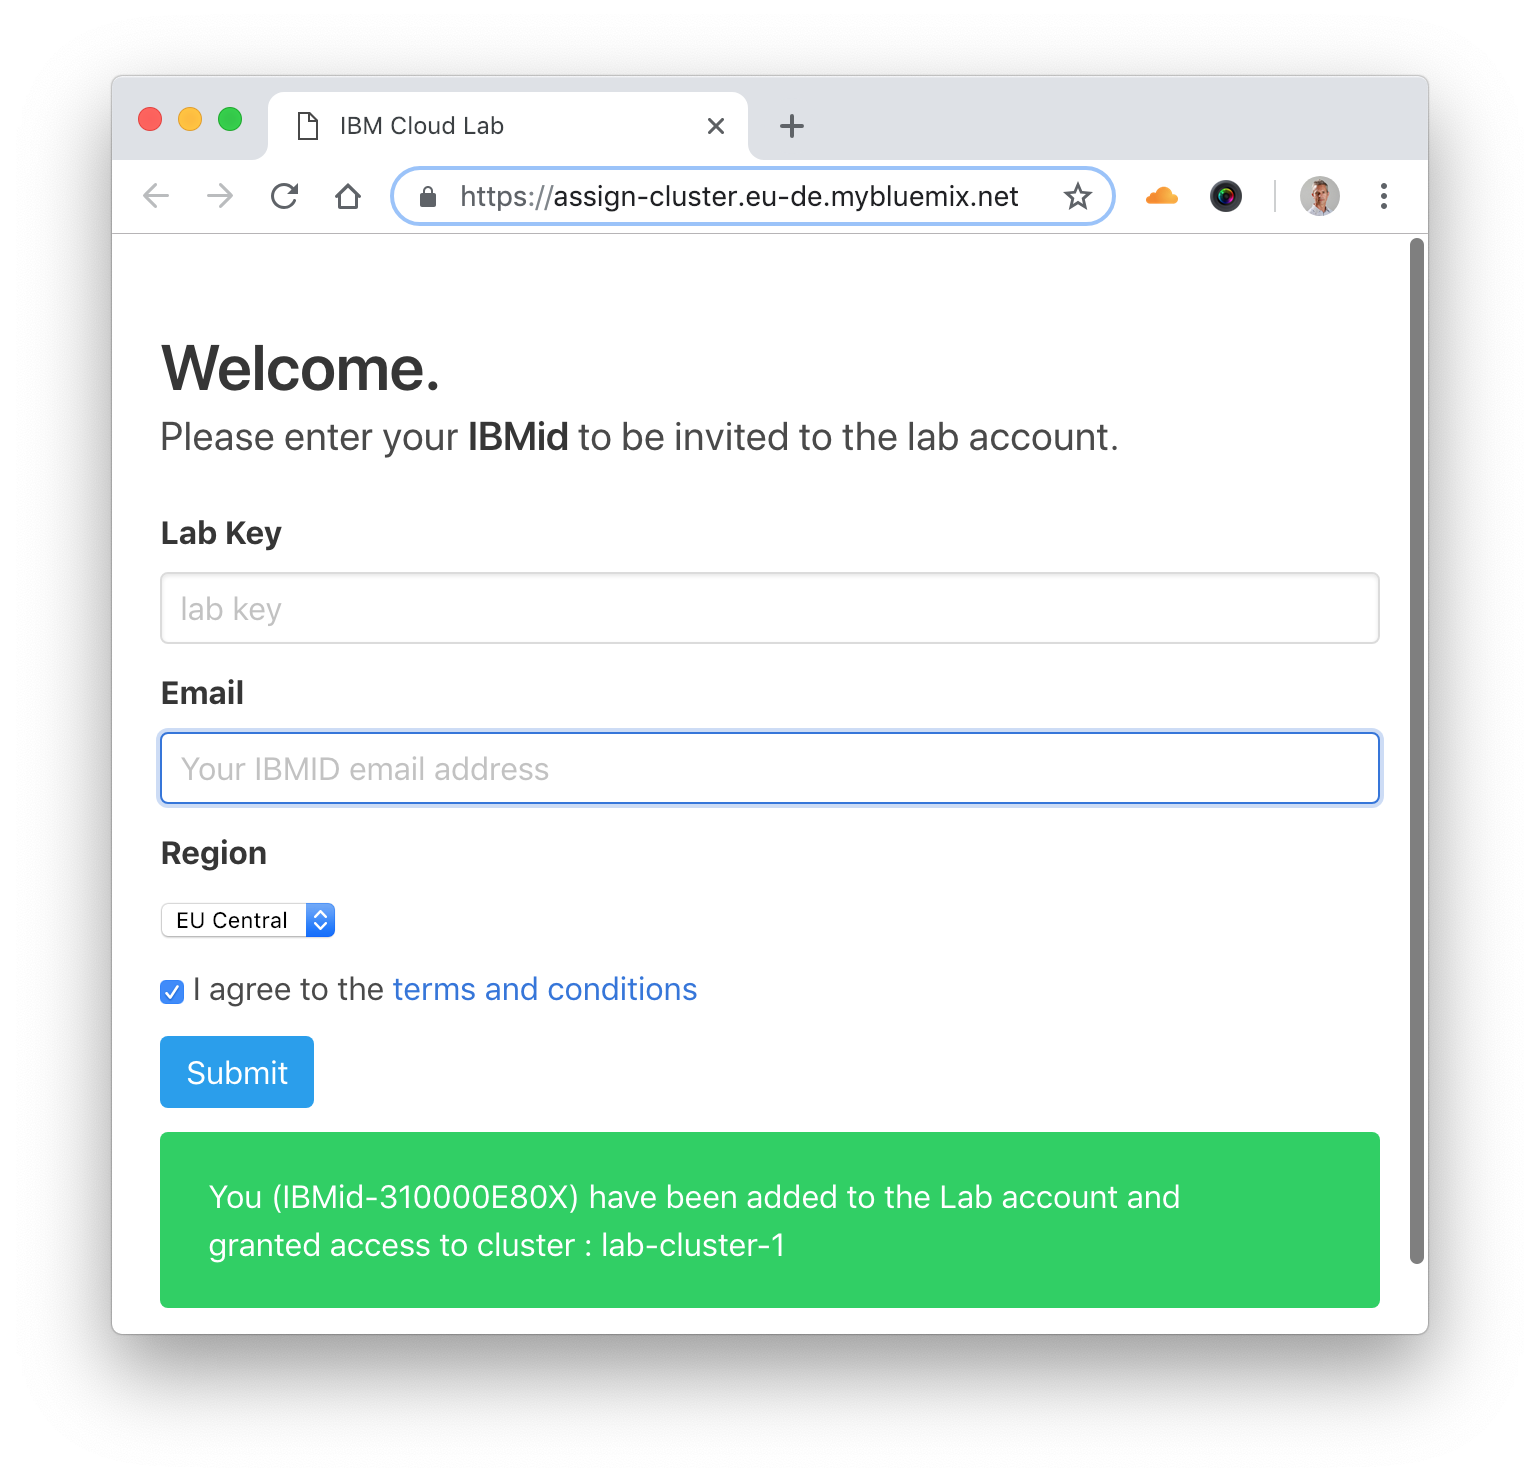 IBM Cloud Lab
https://assign-cluster.eu-de.mybluemix.net
Welcome.
Please enter your IBMid to be invited to the lab account.
Lab Key
lab key
Email
Your IBMID email address
Region
EU Central
I agree to the terms and conditions
Submit
You (IBMid-310000E80X) have been added to the Lab account and
granted access to cluster : lab-cluster-1